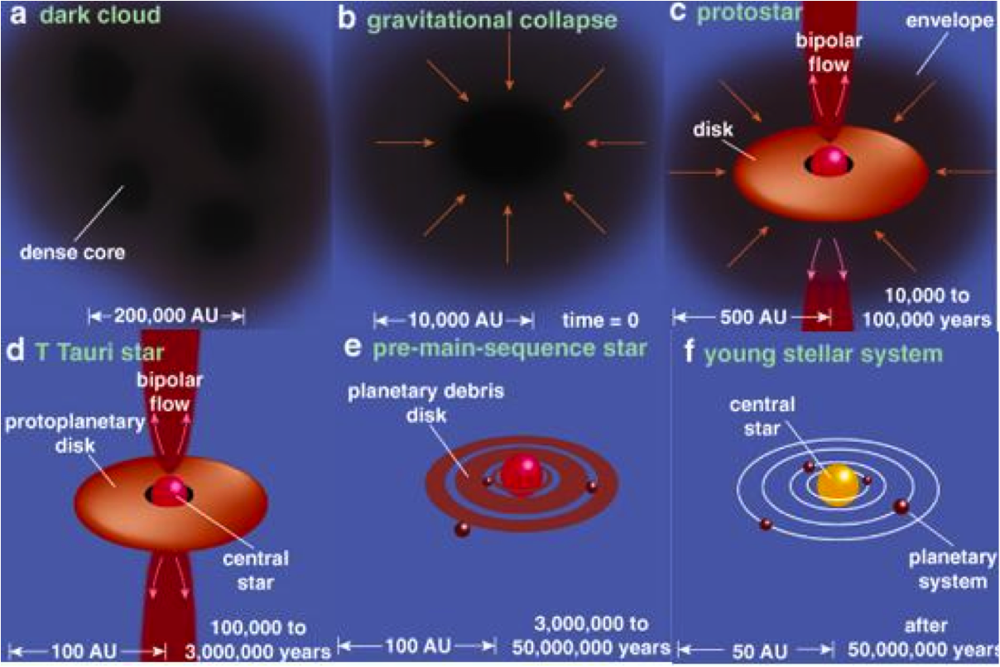 a dark cloud
dense core
200,000 AU
b gravitational collapse
10,000 AU
time = 0
c protostar
envelope
bipolar
flow
disk
500 AU
10,000 to
100,000 years
d T Tauri star
bipolar
flow
protoplanetary
disk
central
star
100 AU
100,000 to
3,000,000 years
e pre-main-sequence star
planetary debris
disk
100 AU
3,000,000 to
50,000,000 years
f young stellar system
central
star
planetary
system
50 AU
after
50,000,000 years